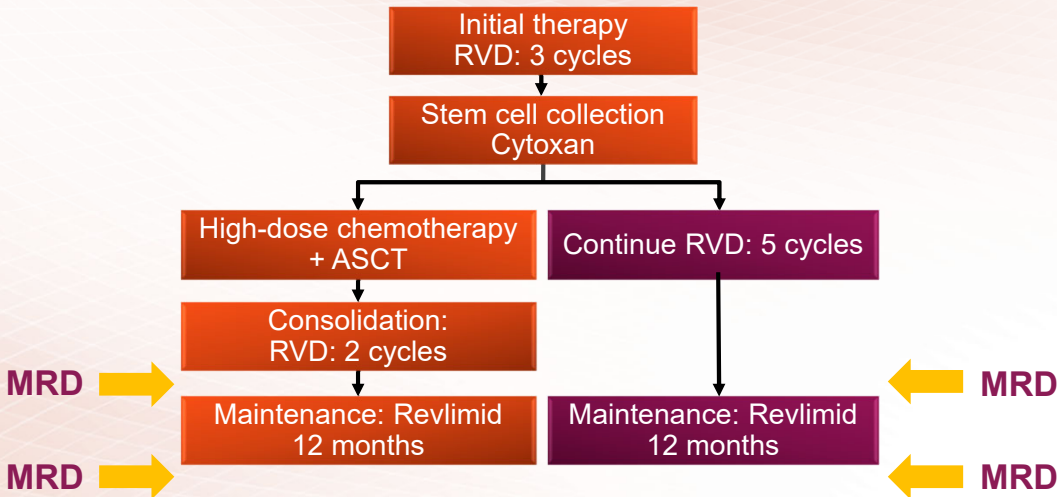 Initial therapy
RVD: 3 cycles
Stem cell collection
Cytoxan
High-dose chemotherapy
+ ASCT
Continue RVD: 5 cycles
Consolidation:
RVD: 2 cycles
MRD
MRD
Maintenance: Revlimid
12 months
Maintenance: Revlimid
12 months
MRD
MRD